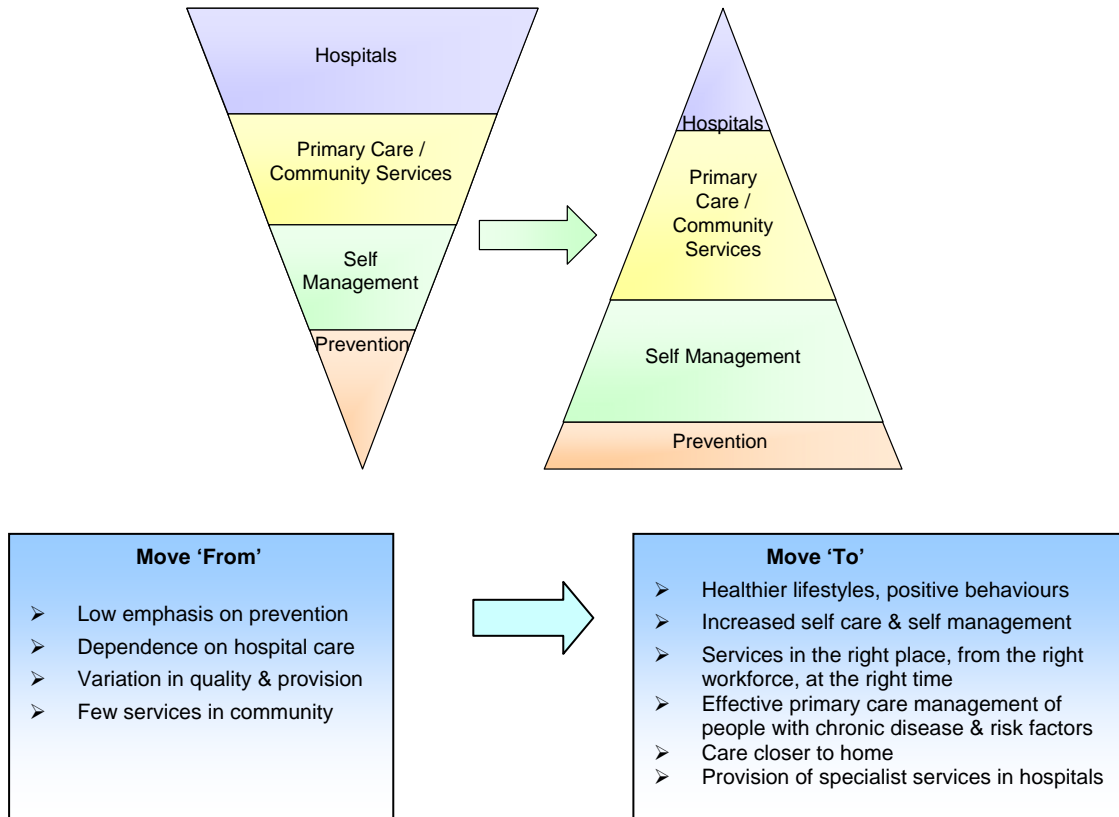 Hospitals
Primary Care /
Community Services
Self
Management
Prevention
Hospitals
Primary
Care /
Community
Services
Self Management
Prevention
Move ‘From’
➢ Low emphasis on prevention
➢ Dependence on hospital care
➢ Variation in quality & provision
➢ Few services in community
Move ‘To’
➢ Healthier lifestyles, positive behaviours
➢ Increased self care & self management
➢ Services in the right place, from the right
workforce, at the right time
➢ Effective primary care management of
people with chronic disease & risk factors
➢ Care closer to home
➢ Provision of specialist services in hospitals